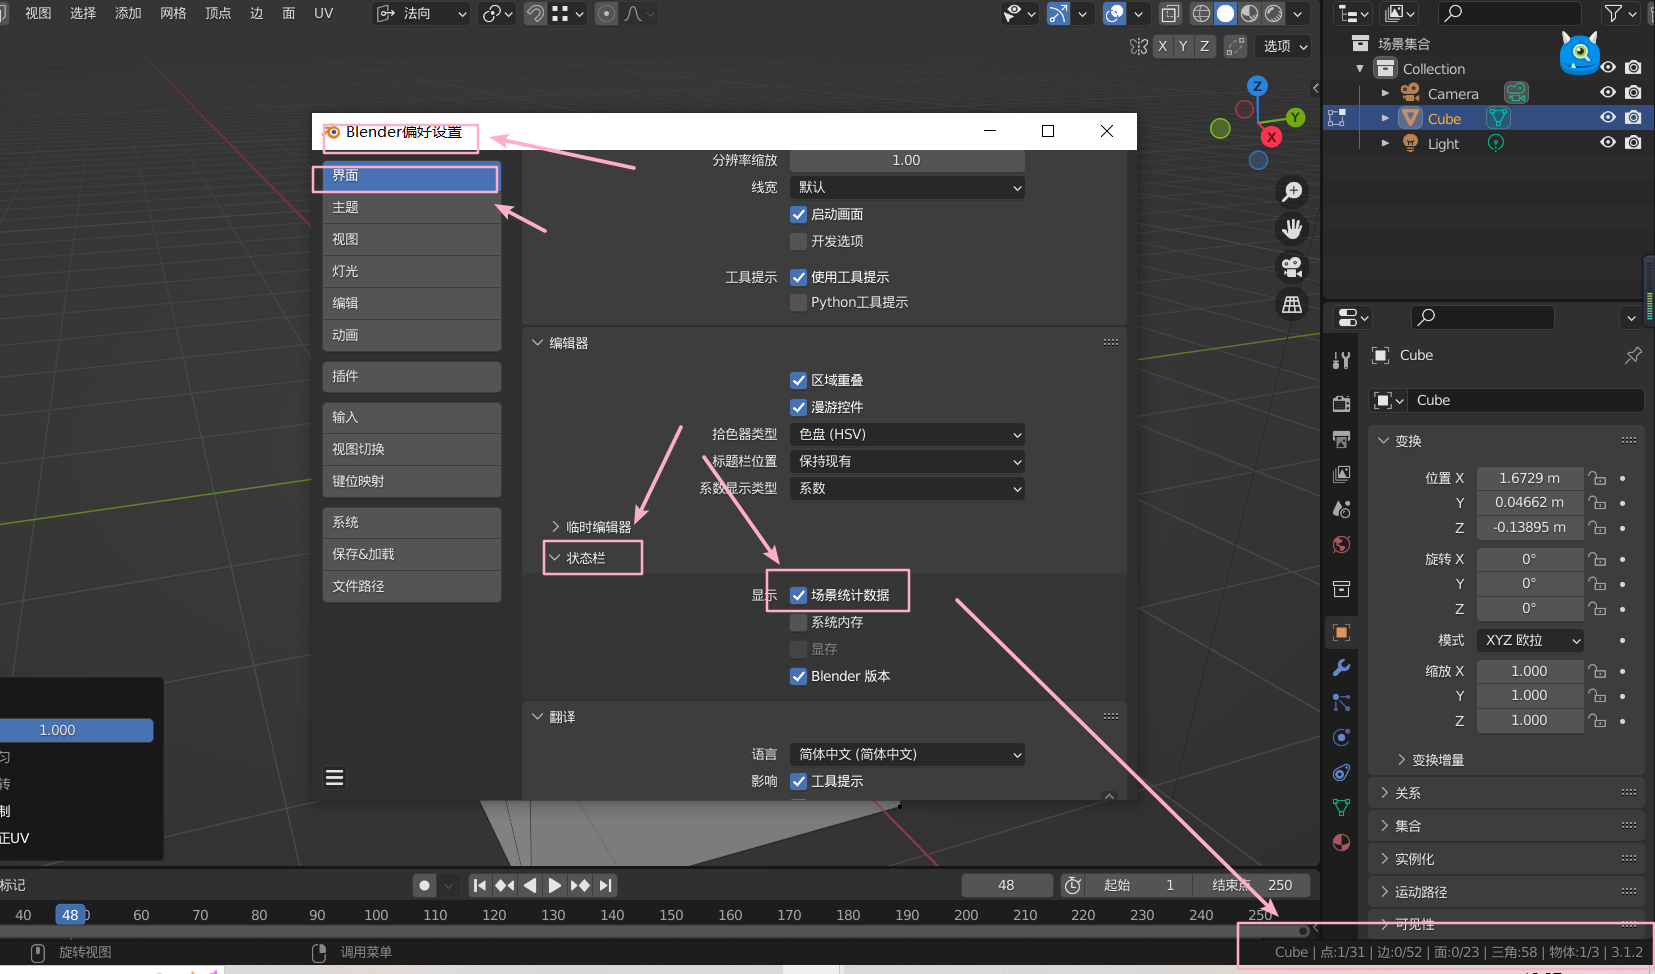 视图 选择 添加 网格 顶点 边 面 UV 法向
X Y Z 选项
场景集合
Collection
Camera
Cube
Light
Z
Y
X
Blender偏好设置
界面
主题
视图
灯光
编辑
动画
插件
输入
视图切换
键位映射
系统
保存&加载
文件路径
分辨率缩放 1.00
线宽 默认
启动画面
开发选项
工具提示 使用工具提示
Python工具提示
编辑器
区域重叠
漫游控件
拾色器类型 色盘 (HSV)
标题栏位置 保持现有
系数显示类型 系数
临时编辑器
状态栏
显示 场景统计数据
系统内存
显存
Blender 版本
翻译
语言 简体中文 (简体中文)
影响 工具提示
Cube
Cube
变换
位置 X 1.6729 m
Y 0.04662 m
Z -0.13895 m
旋转 X 0°
Y 0°
Z 0°
模式 XYZ 欧拉
缩放 X 1.000
Y 1.000
Z 1.000
变换增量
关系
集合
实例化
运动路径
可见性
1.000
匀
转
制
正UV
标记
48 起始 1 结束点 250
40 48 60 70 80 90 100 110 120 130 140 150 160 170 180 190 200 210 220 230 240 250
旋转视图 调用菜单
Cube | 点:1/31 | 边:0/52 | 面:0/23 | 三角:58 | 物体:1/3 | 3.1.2